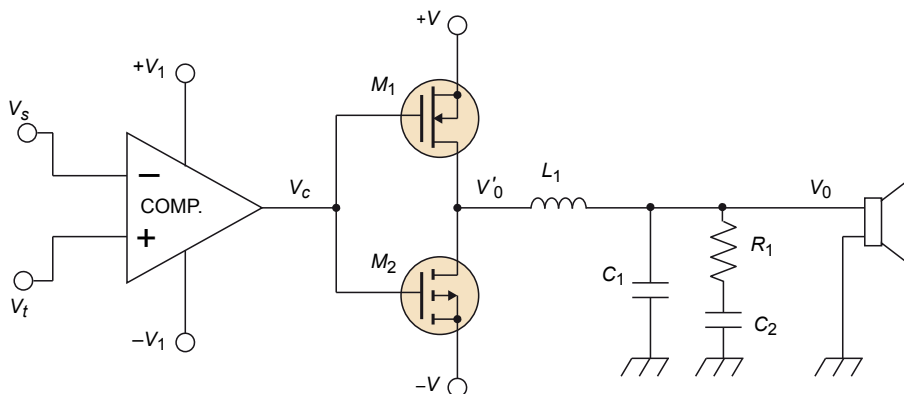 +V
+V1
M1
Vs
−
COMP.
+
Vc
V'0
L1
V0
R1
M2
C1
C2
Vt
−V1
−V